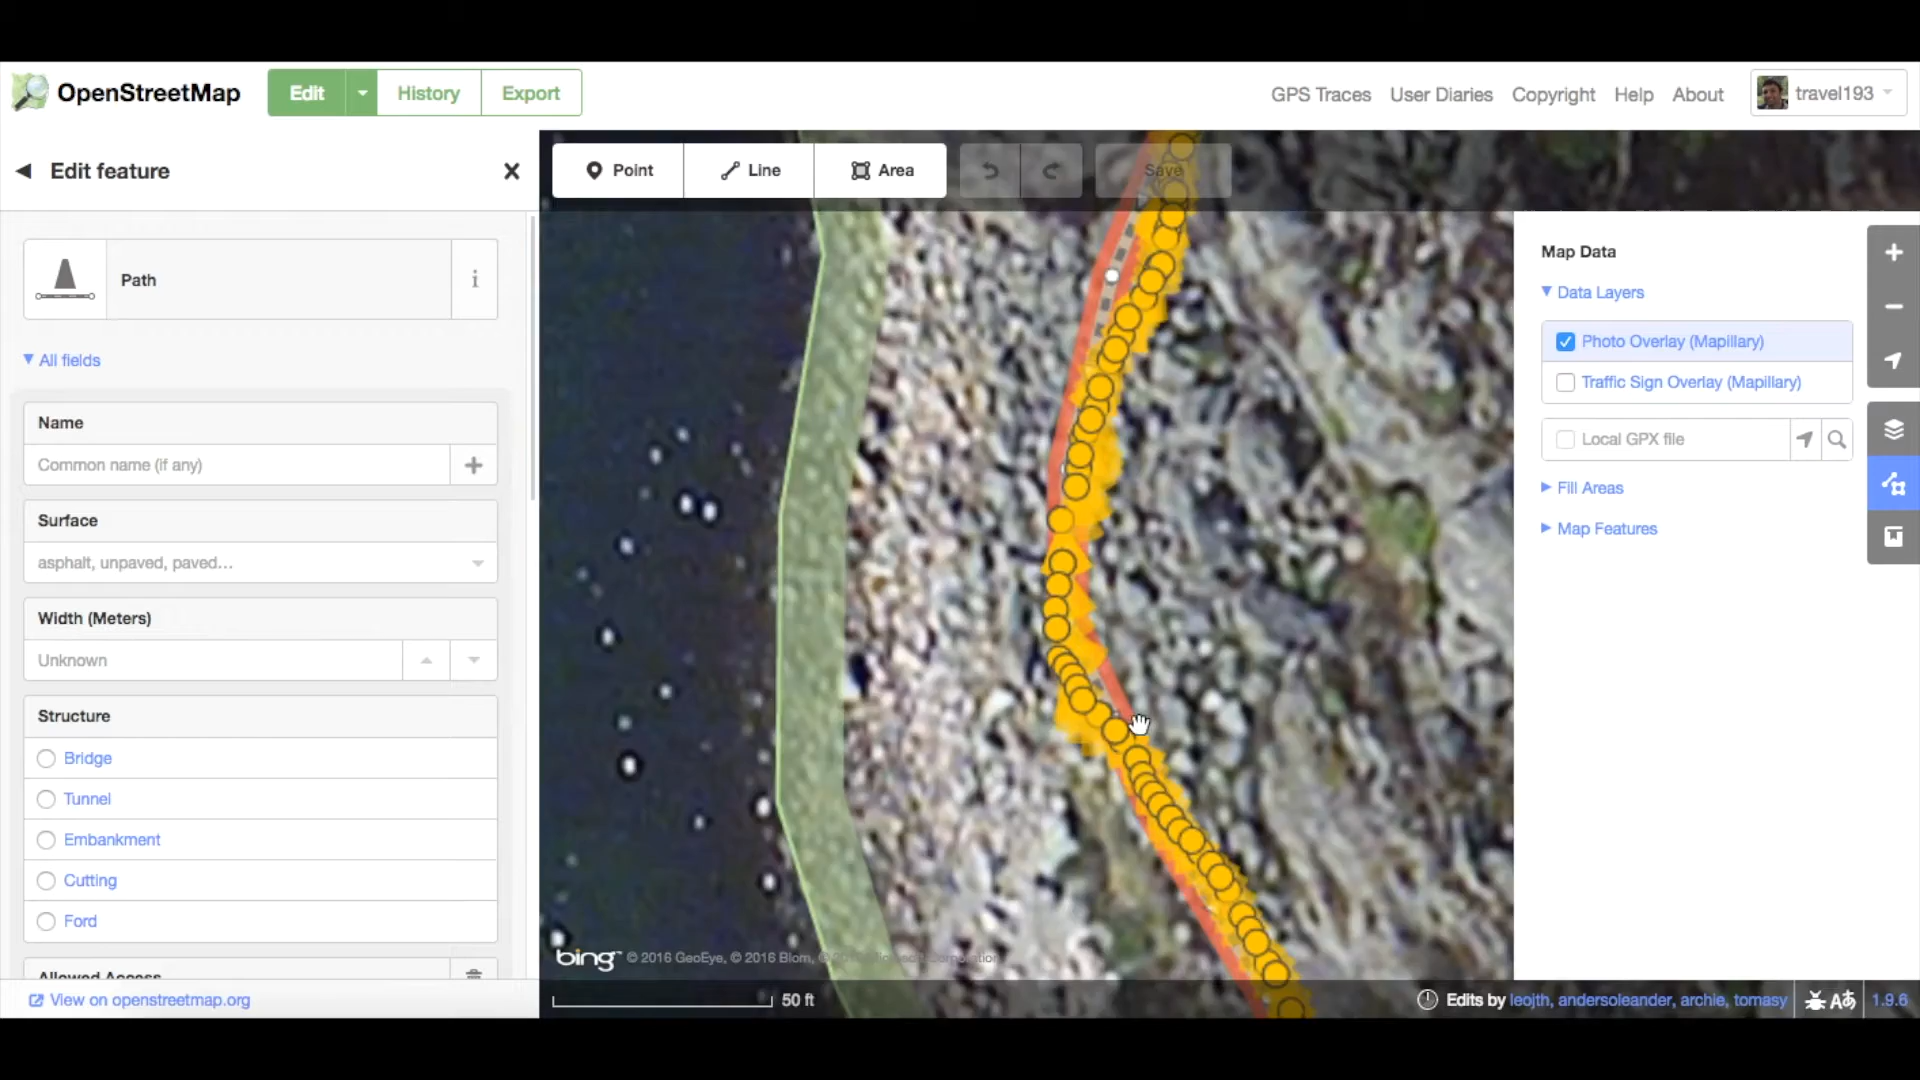 OpenStreetMap
Edit
History
Export
GPS Traces
User Diaries
Copyright
Help
About
travel193
Edit feature
Point
Line
Area
Save
Path
i
All fields
Name
Common name (if any)
Surface
asphalt, unpaved, paved...
Width (Meters)
Unknown
Structure
Bridge
Tunnel
Embankment
Cutting
Ford
Allowed Access
View on openstreetmap.org
Map Data
Data Layers
Photo Overlay (Mapillary)
Traffic Sign Overlay (Mapillary)
Local GPX file
Fill Areas
Map Features
bing © 2016 GeoEye, © 2016 Blom,
50 ft
Edits by leojth, andersoleander, archie, tomasy
Aあ
1.9.6